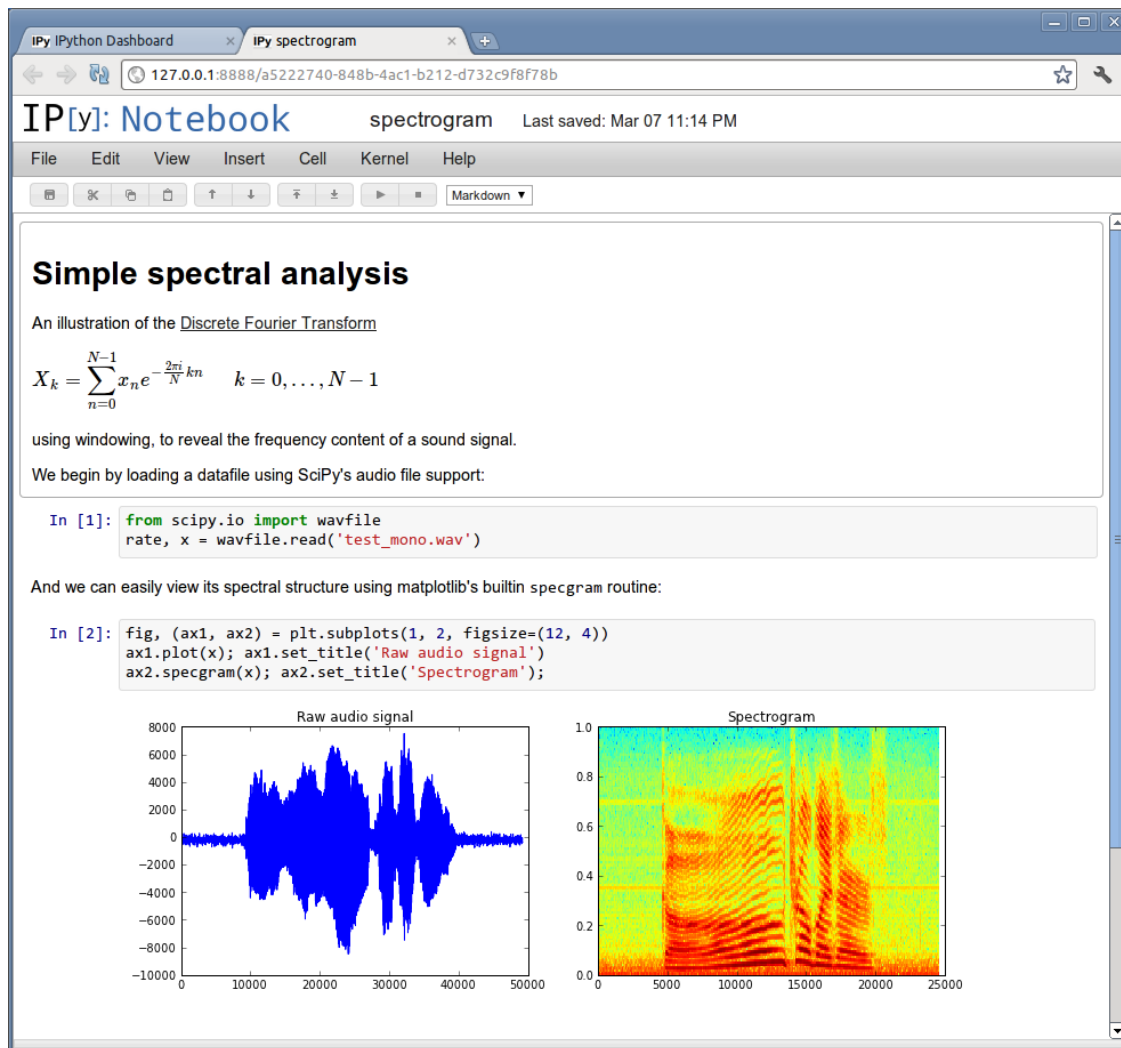 IPy IPython Dashboard
IPy spectrogram
127.0.0.1:8888/a5222740-848b-4ac1-b212-d732c9f8f78b
IP[y]: Notebook spectrogram Last saved: Mar 07 11:14 PM
File Edit View Insert Cell Kernel Help
Markdown
Simple spectral analysis
An illustration of the Discrete Fourier Transform
X_k = \sum_{n=0}^{N-1} x_n e^{-\frac{2\pi i}{N} kn} k = 0, . . . , N − 1
using windowing, to reveal the frequency content of a sound signal.
We begin by loading a datafile using SciPy's audio file support:
In [1]: from scipy.io import wavfile
rate, x = wavfile.read('test_mono.wav')
And we can easily view its spectral structure using matplotlib's builtin specgram routine:
In [2]: fig, (ax1, ax2) = plt.subplots(1, 2, figsize=(12, 4))
ax1.plot(x); ax1.set_title('Raw audio signal')
ax2.specgram(x); ax2.set_title('Spectrogram');
Raw audio signal
8000
6000
4000
2000
0
−2000
−4000
−6000
−8000
−10000
0 10000 20000 30000 40000 50000
Spectrogram
1.0
0.8
0.6
0.4
0.2
0.0
0 5000 10000 15000 20000 25000